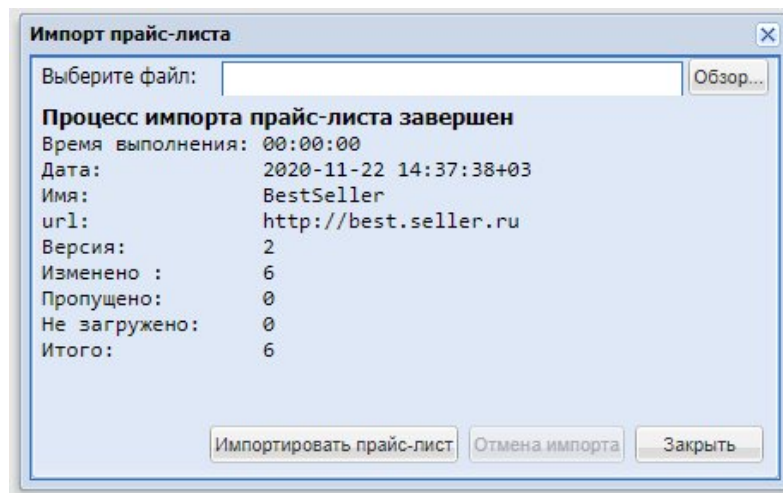 Импорт прайс-листа
Выберите файл: Обзор...
Процесс импорта прайс-листа завершен
Время выполнения: 00:00:00
Дата: 2020-11-22 14:37:38+03
Имя: BestSeller
url: http://best.seller.ru
Версия: 2
Изменено : 6
Пропущено: 0
Не загружено: 0
Итого: 6
Импортировать прайс-лист Отмена импорта Закрыть